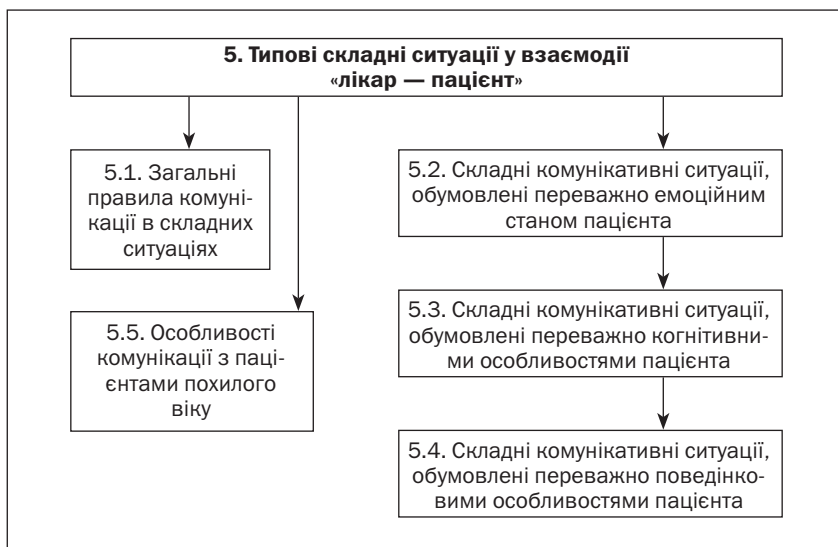 5. Типові складні ситуації у взаємодії
«лікар — пацієнт»
5.1. Загальні
правила комуні-
кації в складних
ситуаціях
5.2. Складні комунікативні ситуації,
обумовлені переважно емоційним
станом пацієнта
5.3. Складні комунікативні ситуації,
обумовлені переважно когнітивни-
ми особливостями пацієнта
5.5. Особливості
комунікації з паці-
єнтами похилого
віку
5.4. Складні комунікативні ситуації,
обумовлені переважно поведінко-
вими особливостями пацієнта